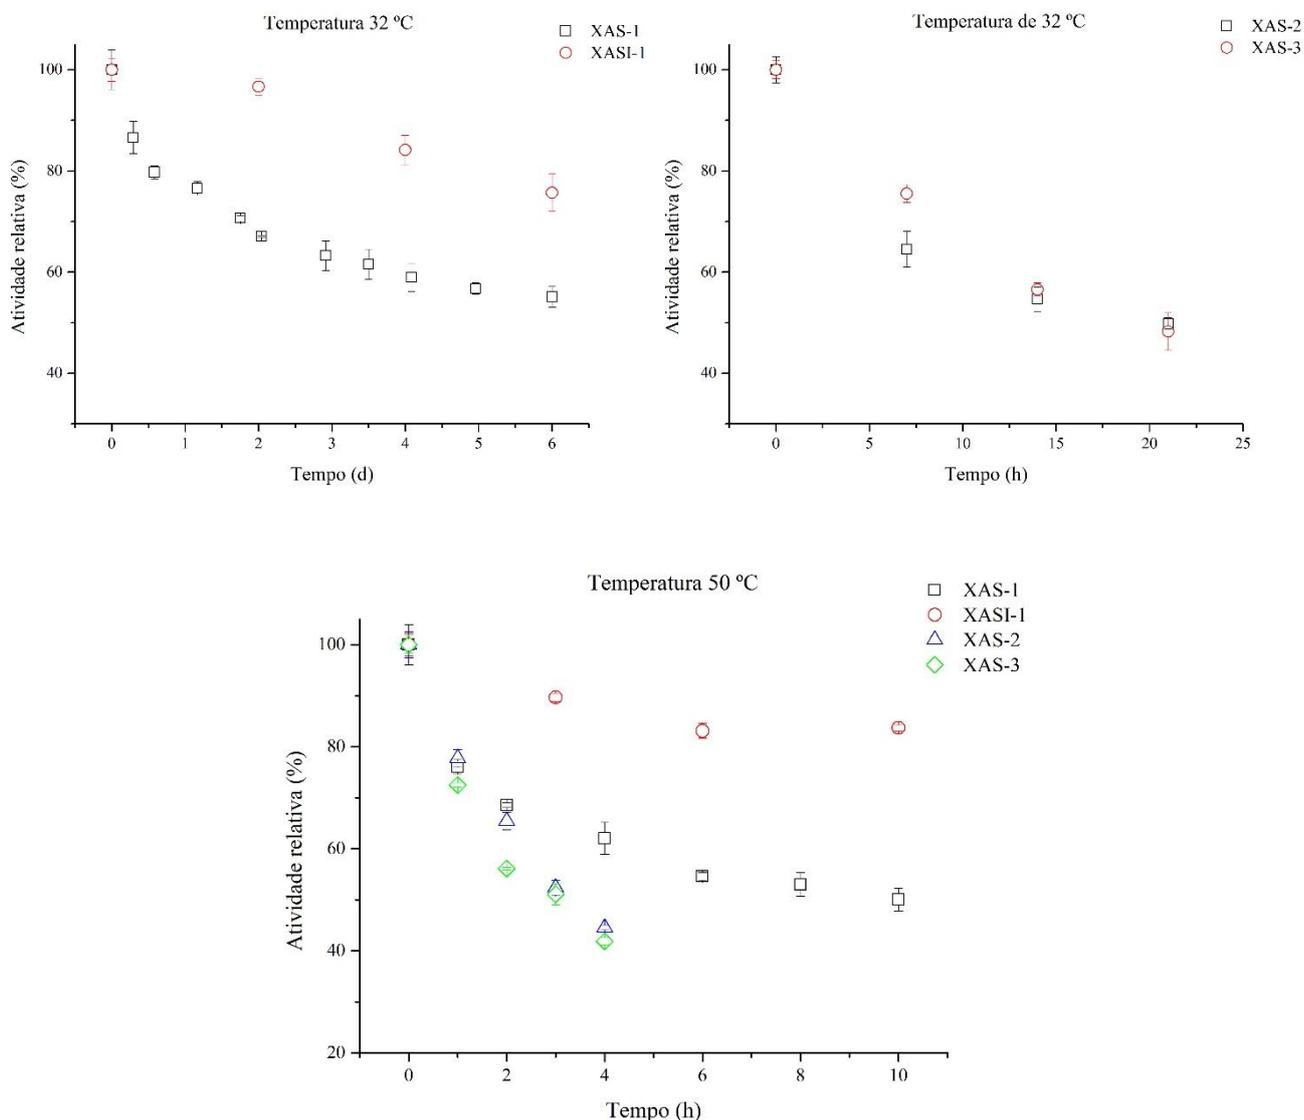 Temperatura 32 ºC
XAS-1
XASI-1
Atividade relativa (%)
100
80
60
40
0 1 2 3 4 5 6
Tempo (d)
Temperatura de 32 ºC
XAS-2
XAS-3
Atividade relativa (%)
100
80
60
40
0 5 10 15 20 25
Tempo (h)
Temperatura 50 ºC
XAS-1
XASI-1
XAS-2
XAS-3
Atividade relativa (%)
100
80
60
40
20
0 2 4 6 8 10
Tempo (h)